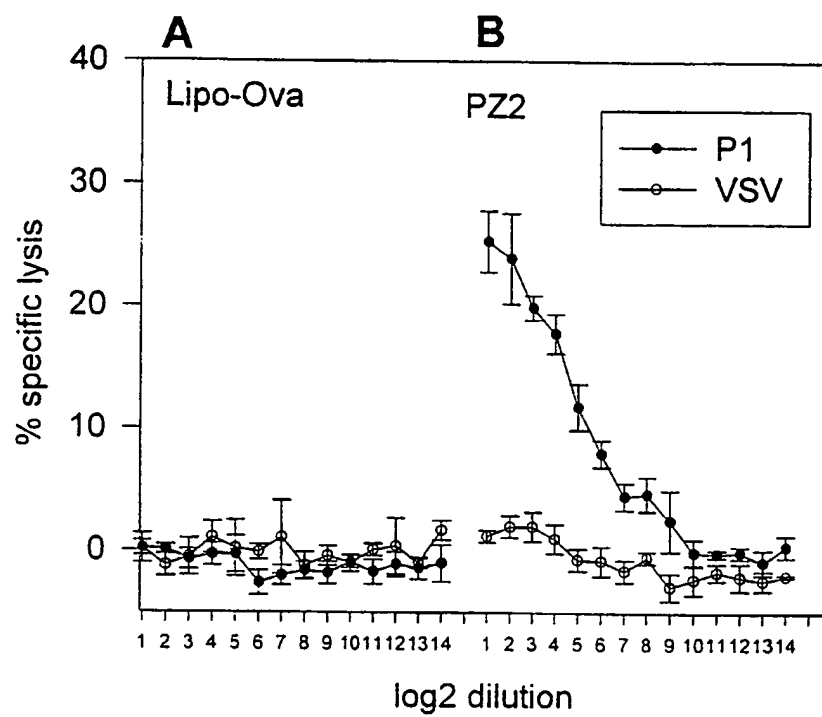 A B
40
Lipo-Ova PZ2
P1
VSV
30
20
10
0
% specific lysis
1 2 3 4 5 6 7 8 9 10 11 12 13 14 1 2 3 4 5 6 7 8 9 10 11 12 13 14
log2 dilution